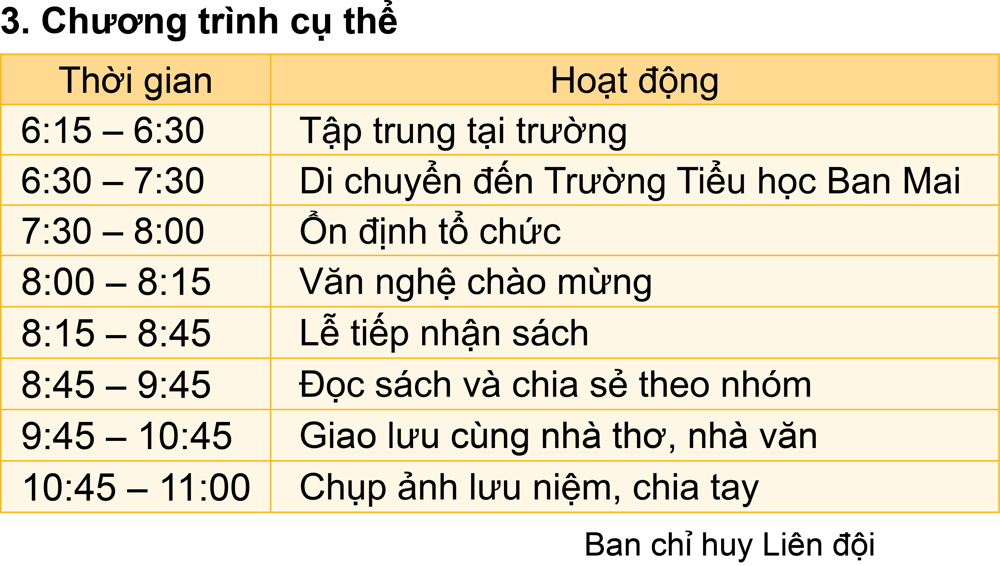 3. Chương trình cụ thể
Thời gian Hoạt động
6:15 – 6:30 Tập trung tại trường
6:30 – 7:30 Di chuyển đến Trường Tiểu học Ban Mai
7:30 – 8:00 Ổn định tổ chức
8:00 – 8:15 Văn nghệ chào mừng
8:15 – 8:45 Lễ tiếp nhận sách
8:45 – 9:45 Đọc sách và chia sẻ theo nhóm
9:45 – 10:45 Giao lưu cùng nhà thơ, nhà văn
10:45 – 11:00 Chụp ảnh lưu niệm, chia tay
Ban chỉ huy Liên đội